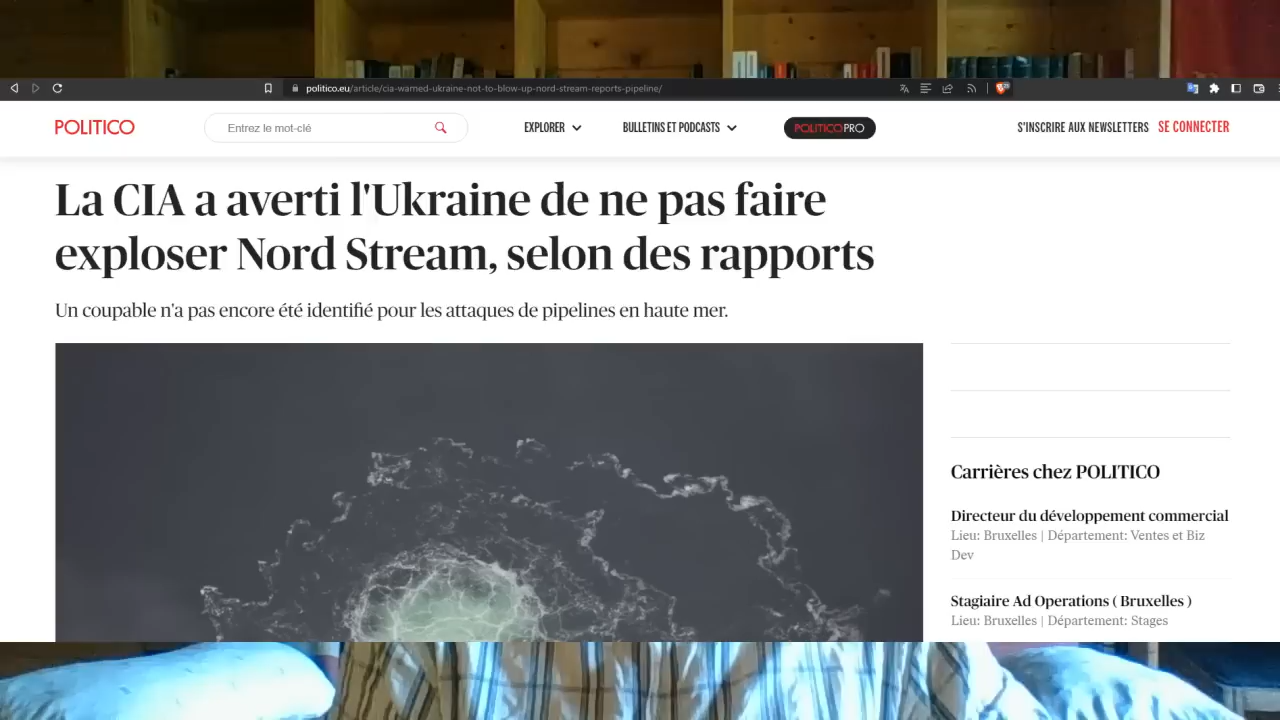 politico.eu/article/cia-warned-ukraine-not-to-blow-up-nord-stream-reports-pipeline/
POLITICO
Entrez le mot-clé
EXPLORER
BULLETINS ET PODCASTS
POLITICO PRO
S'INSCRIRE AUX NEWSLETTERS
SE CONNECTER
La CIA a averti l'Ukraine de ne pas faire
exploser Nord Stream, selon des rapports
Un coupable n'a pas encore été identifié pour les attaques de pipelines en haute mer.
Carrières chez POLITICO
Directeur du développement commercial
Lieu: Bruxelles | Département: Ventes et Biz
Dev
Stagiaire Ad Operations ( Bruxelles )
Lieu: Bruxelles | Département: Stages